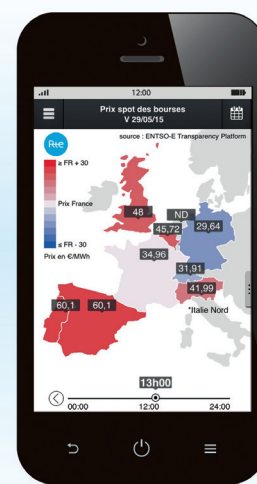 12:00
Prix spot des bourses
V 29/05/15
source : ENTSO-E Transparency Platform
Rte
≥ FR + 30
Prix France
≤ FR - 30
Prix en €/MWh
48
ND
45,72
29,64
34,96
31,91
41,99
60,1
60,1
*Italie Nord
13h00
00:00
12:00
24:00